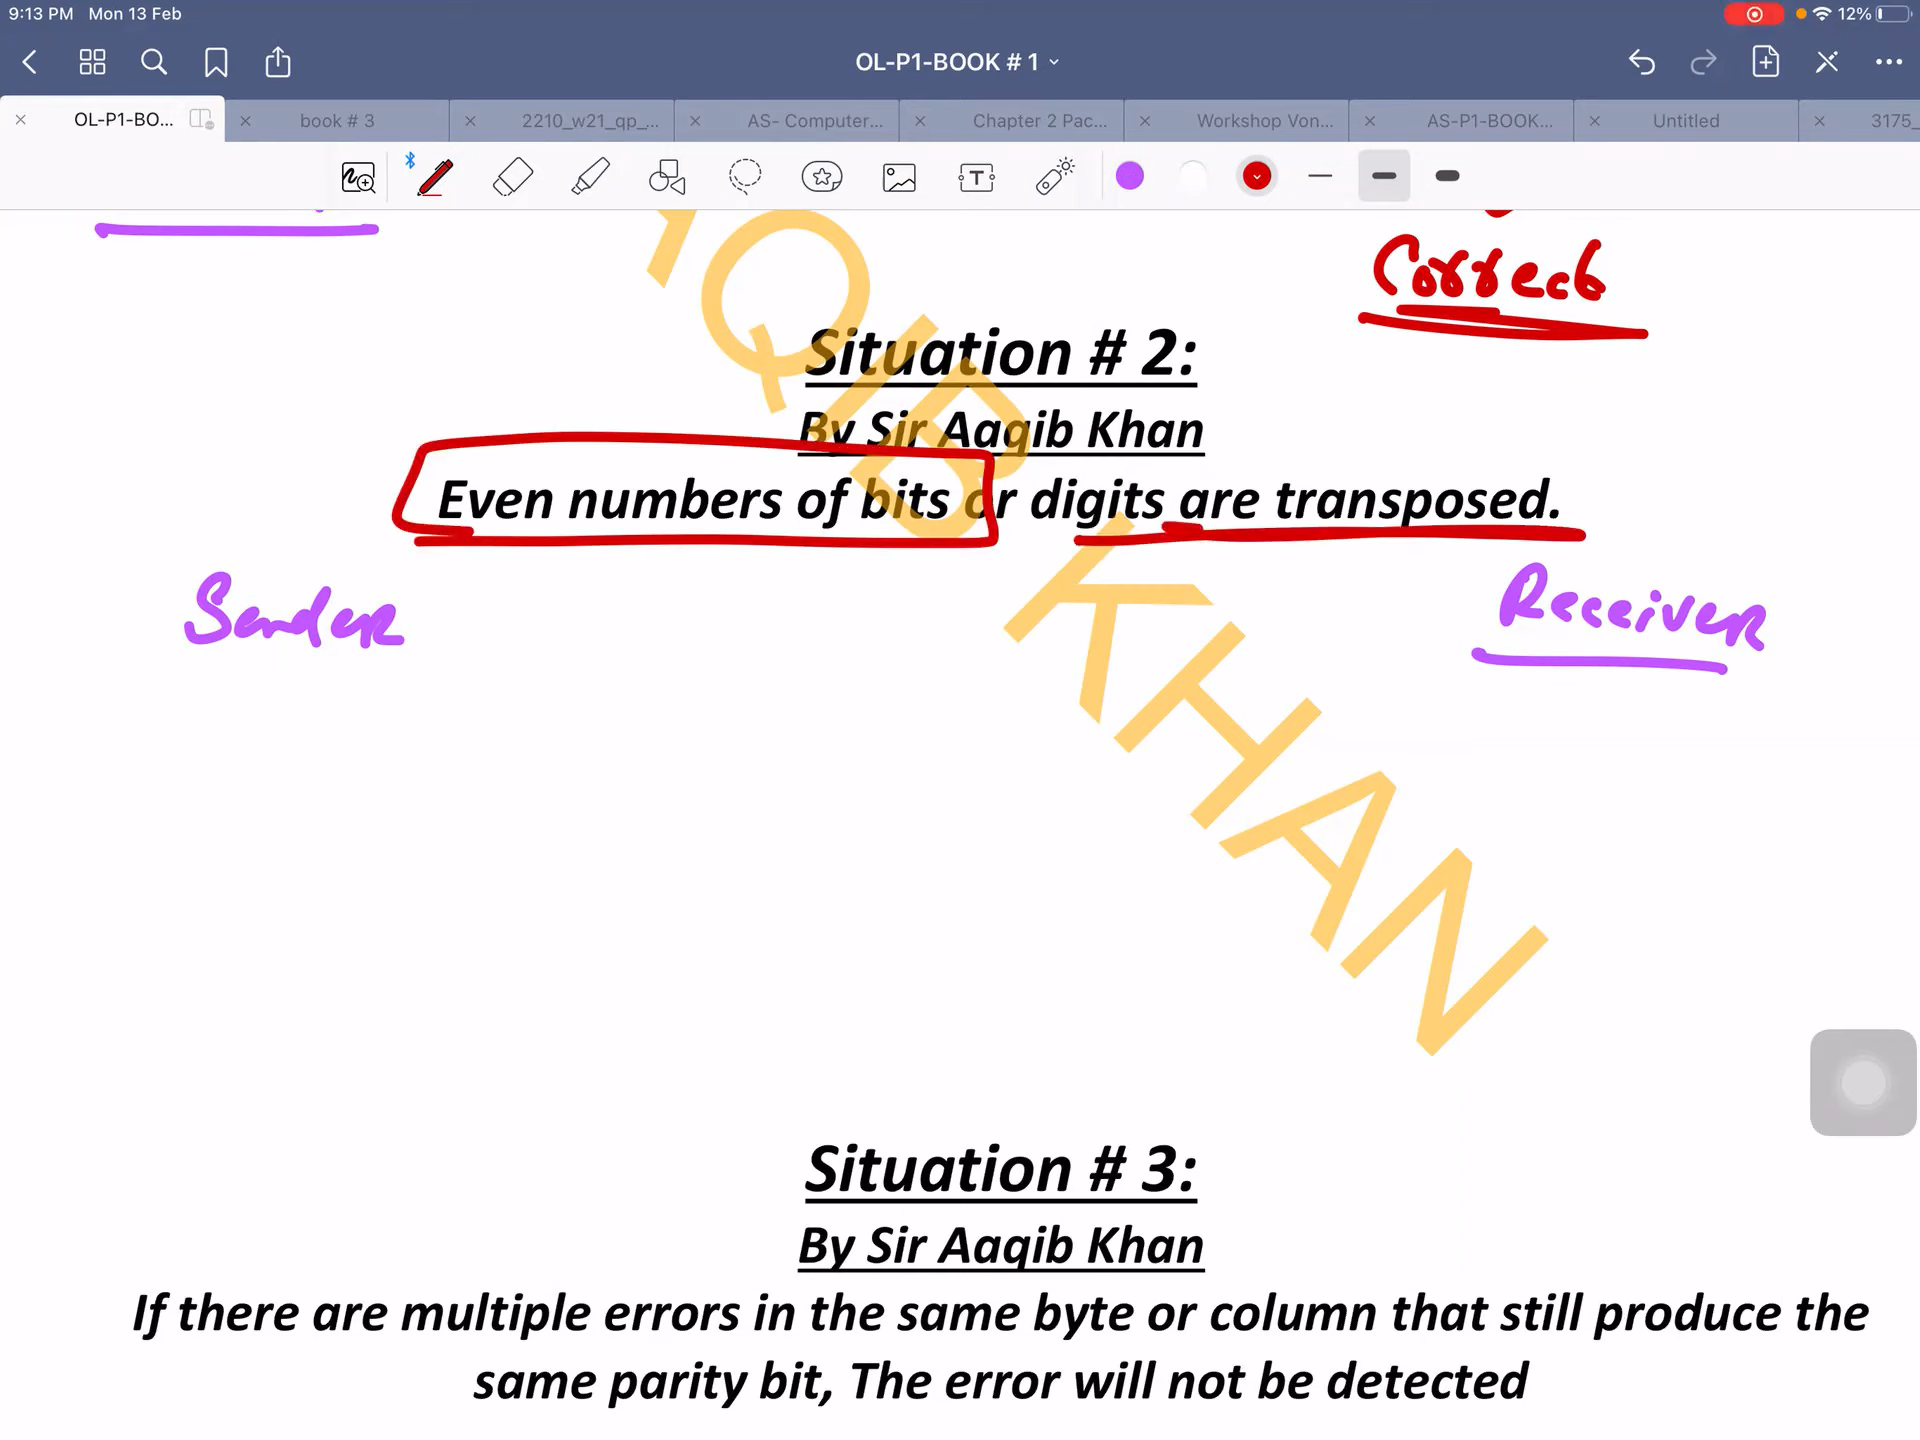 9:13 PM Mon 13 Feb
12%
OL-P1-BOOK # 1
OL-P1-BO...
book # 3
2210_w21_qp_...
AS- Computer...
Chapter 2 Pac...
Workshop Von...
AS-P1-BOOK...
Untitled
3175_
Correct
Situation # 2:
By Sir Aaqib Khan
Even numbers of bits or digits are transposed.
Sender
Receiver
AQIB KHAN
Situation # 3:
By Sir Aaqib Khan
If there are multiple errors in the same byte or column that still produce the
same parity bit, The error will not be detected